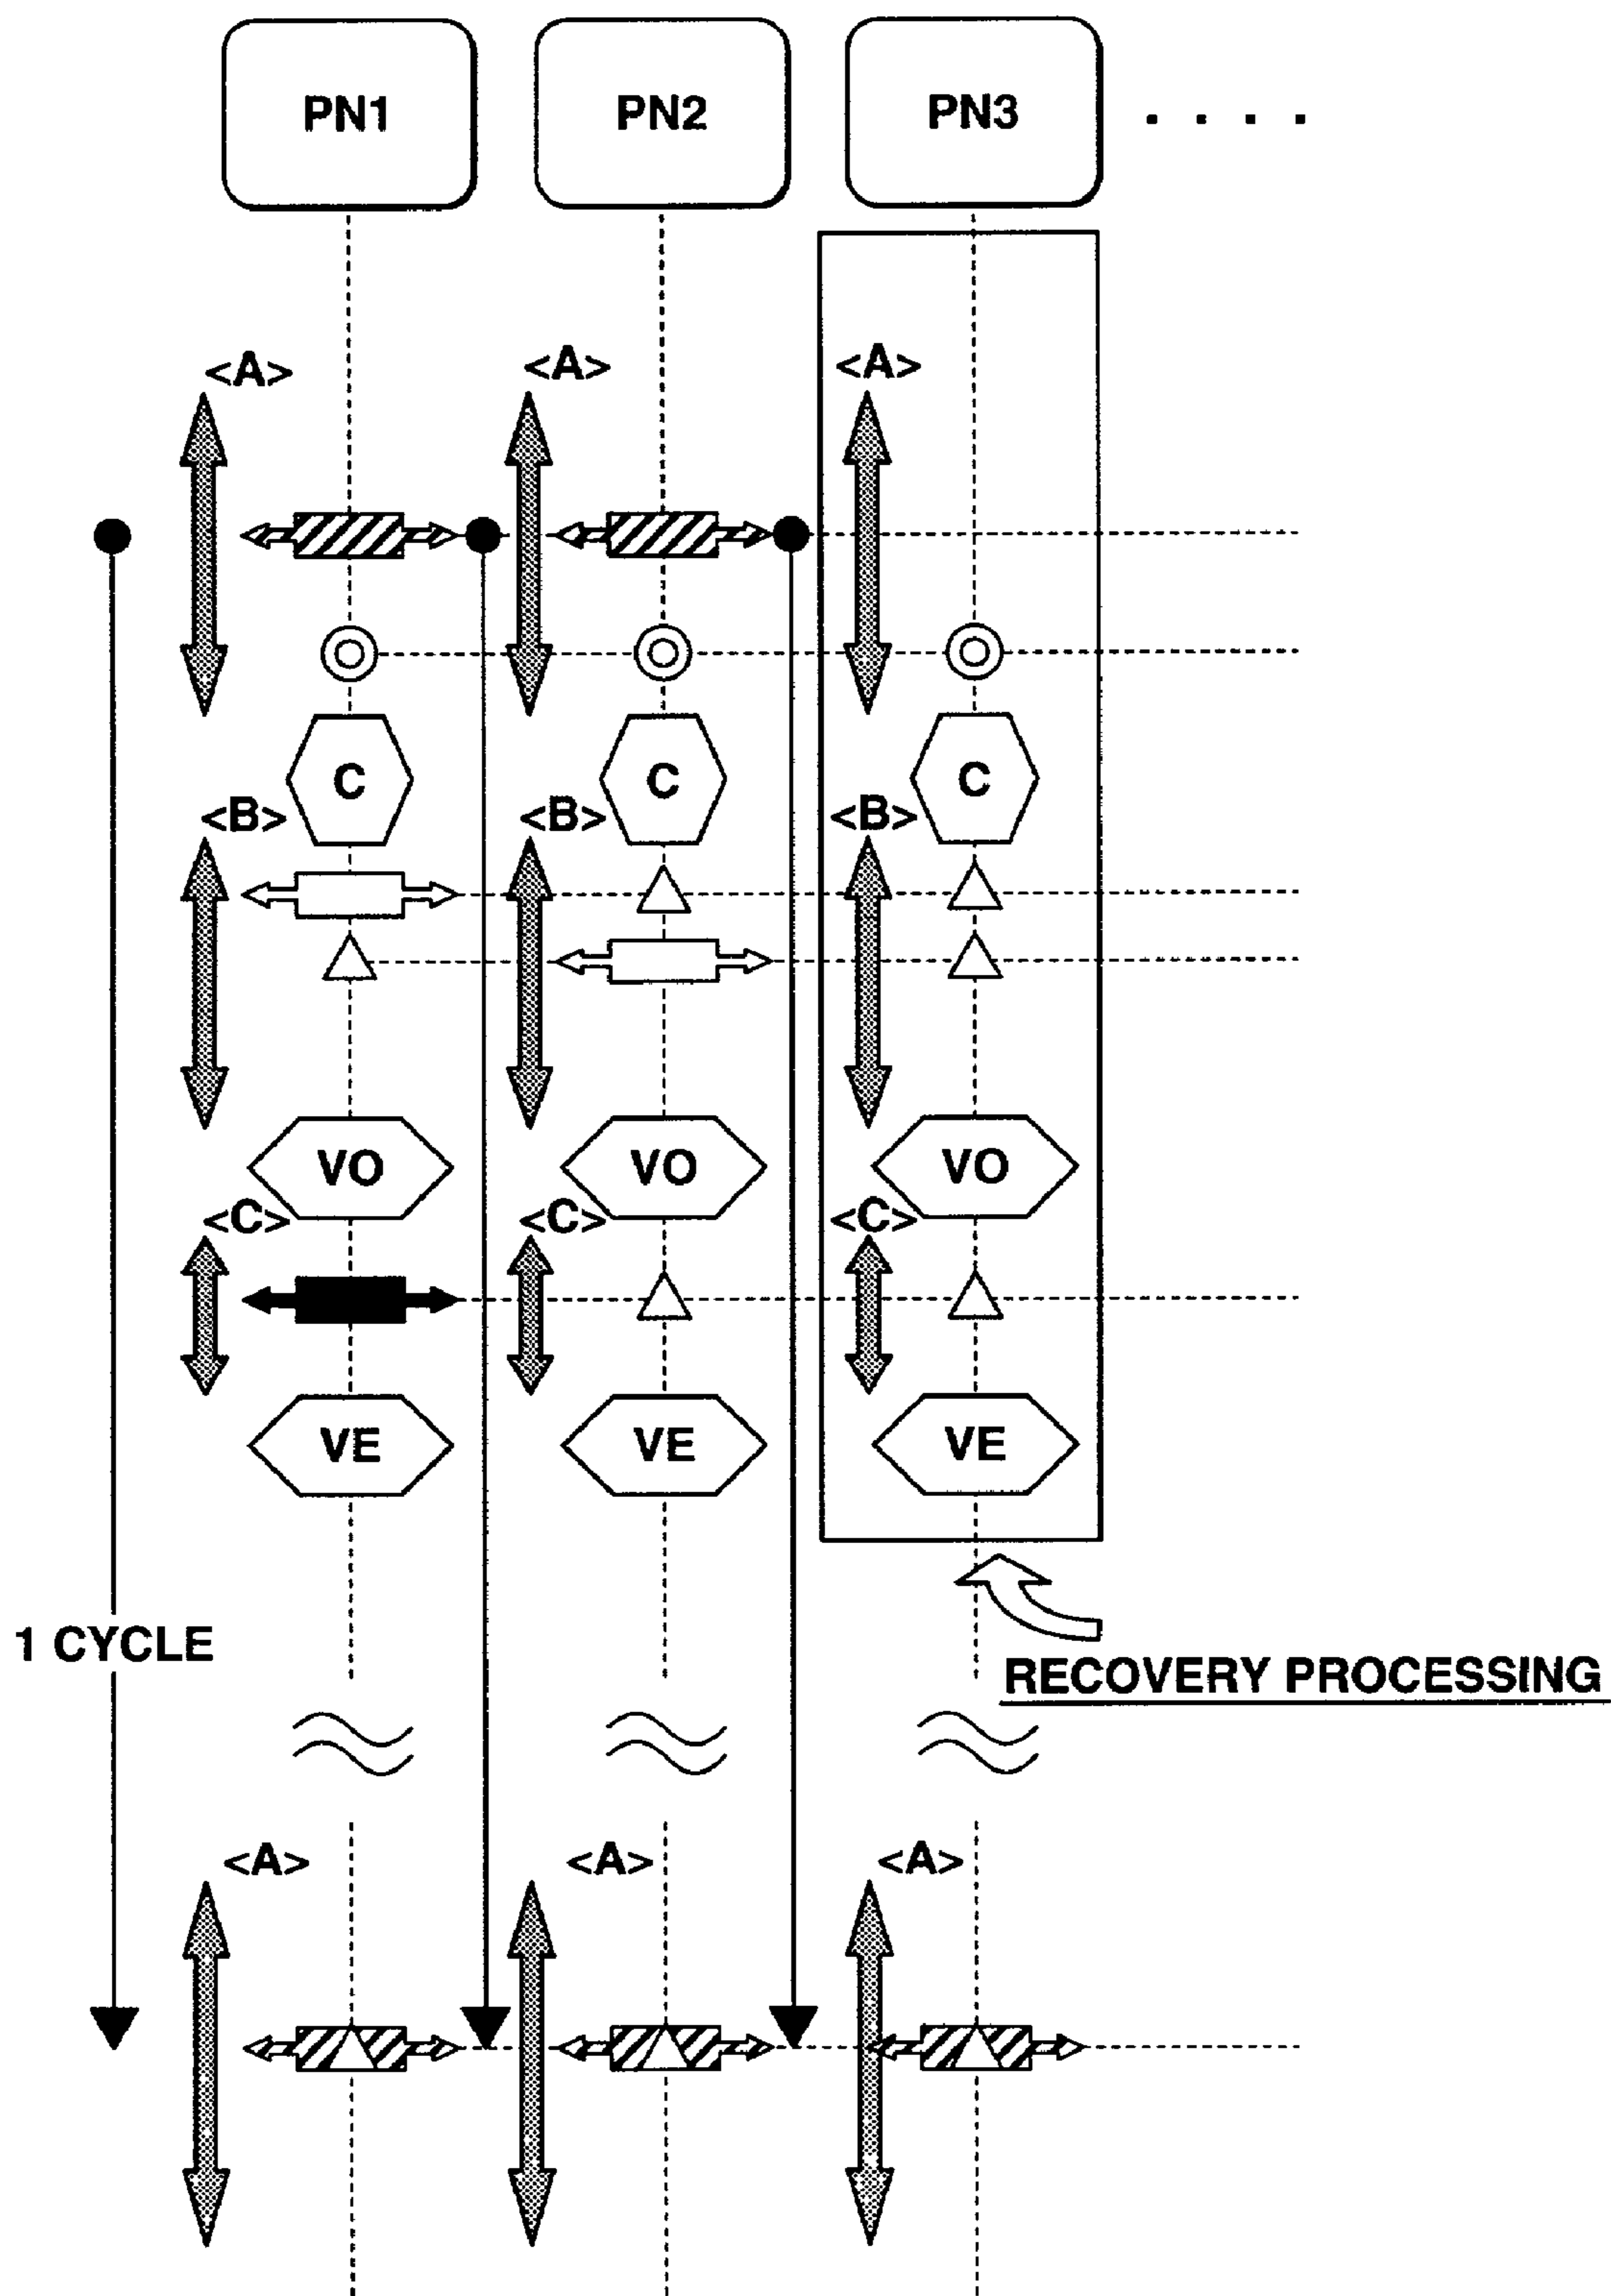 PN1 PN2 PN3 . . . .
<A> <A> <A>
C C C
<B> <B> <B>
VO VO VO
<C> <C> <C>
VE VE VE
1 CYCLE
RECOVERY PROCESSING
<A> <A> <A>